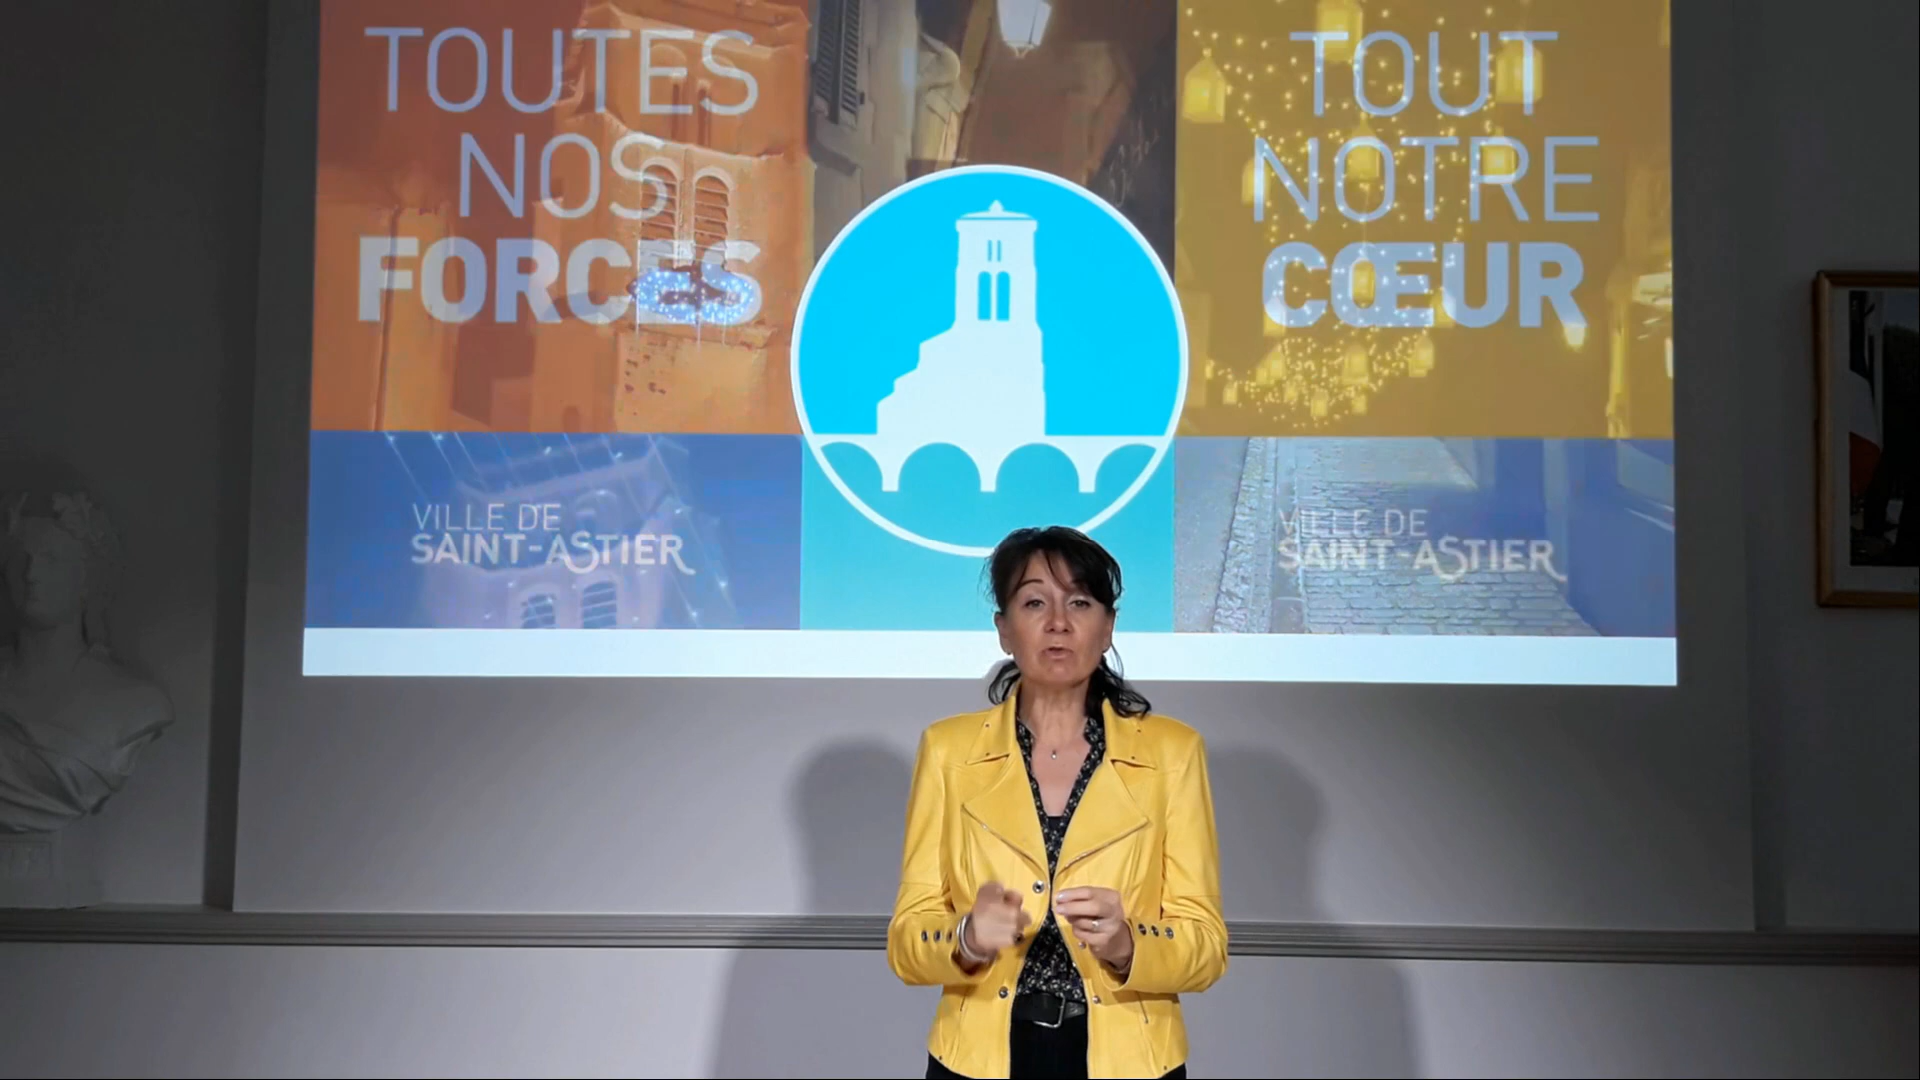 TOUTES
NOS
FORCES
TOUT
NOTRE
CŒUR
VILLE DE
SAINT-ASTIER
VILLE DE
SAINT-ASTIER